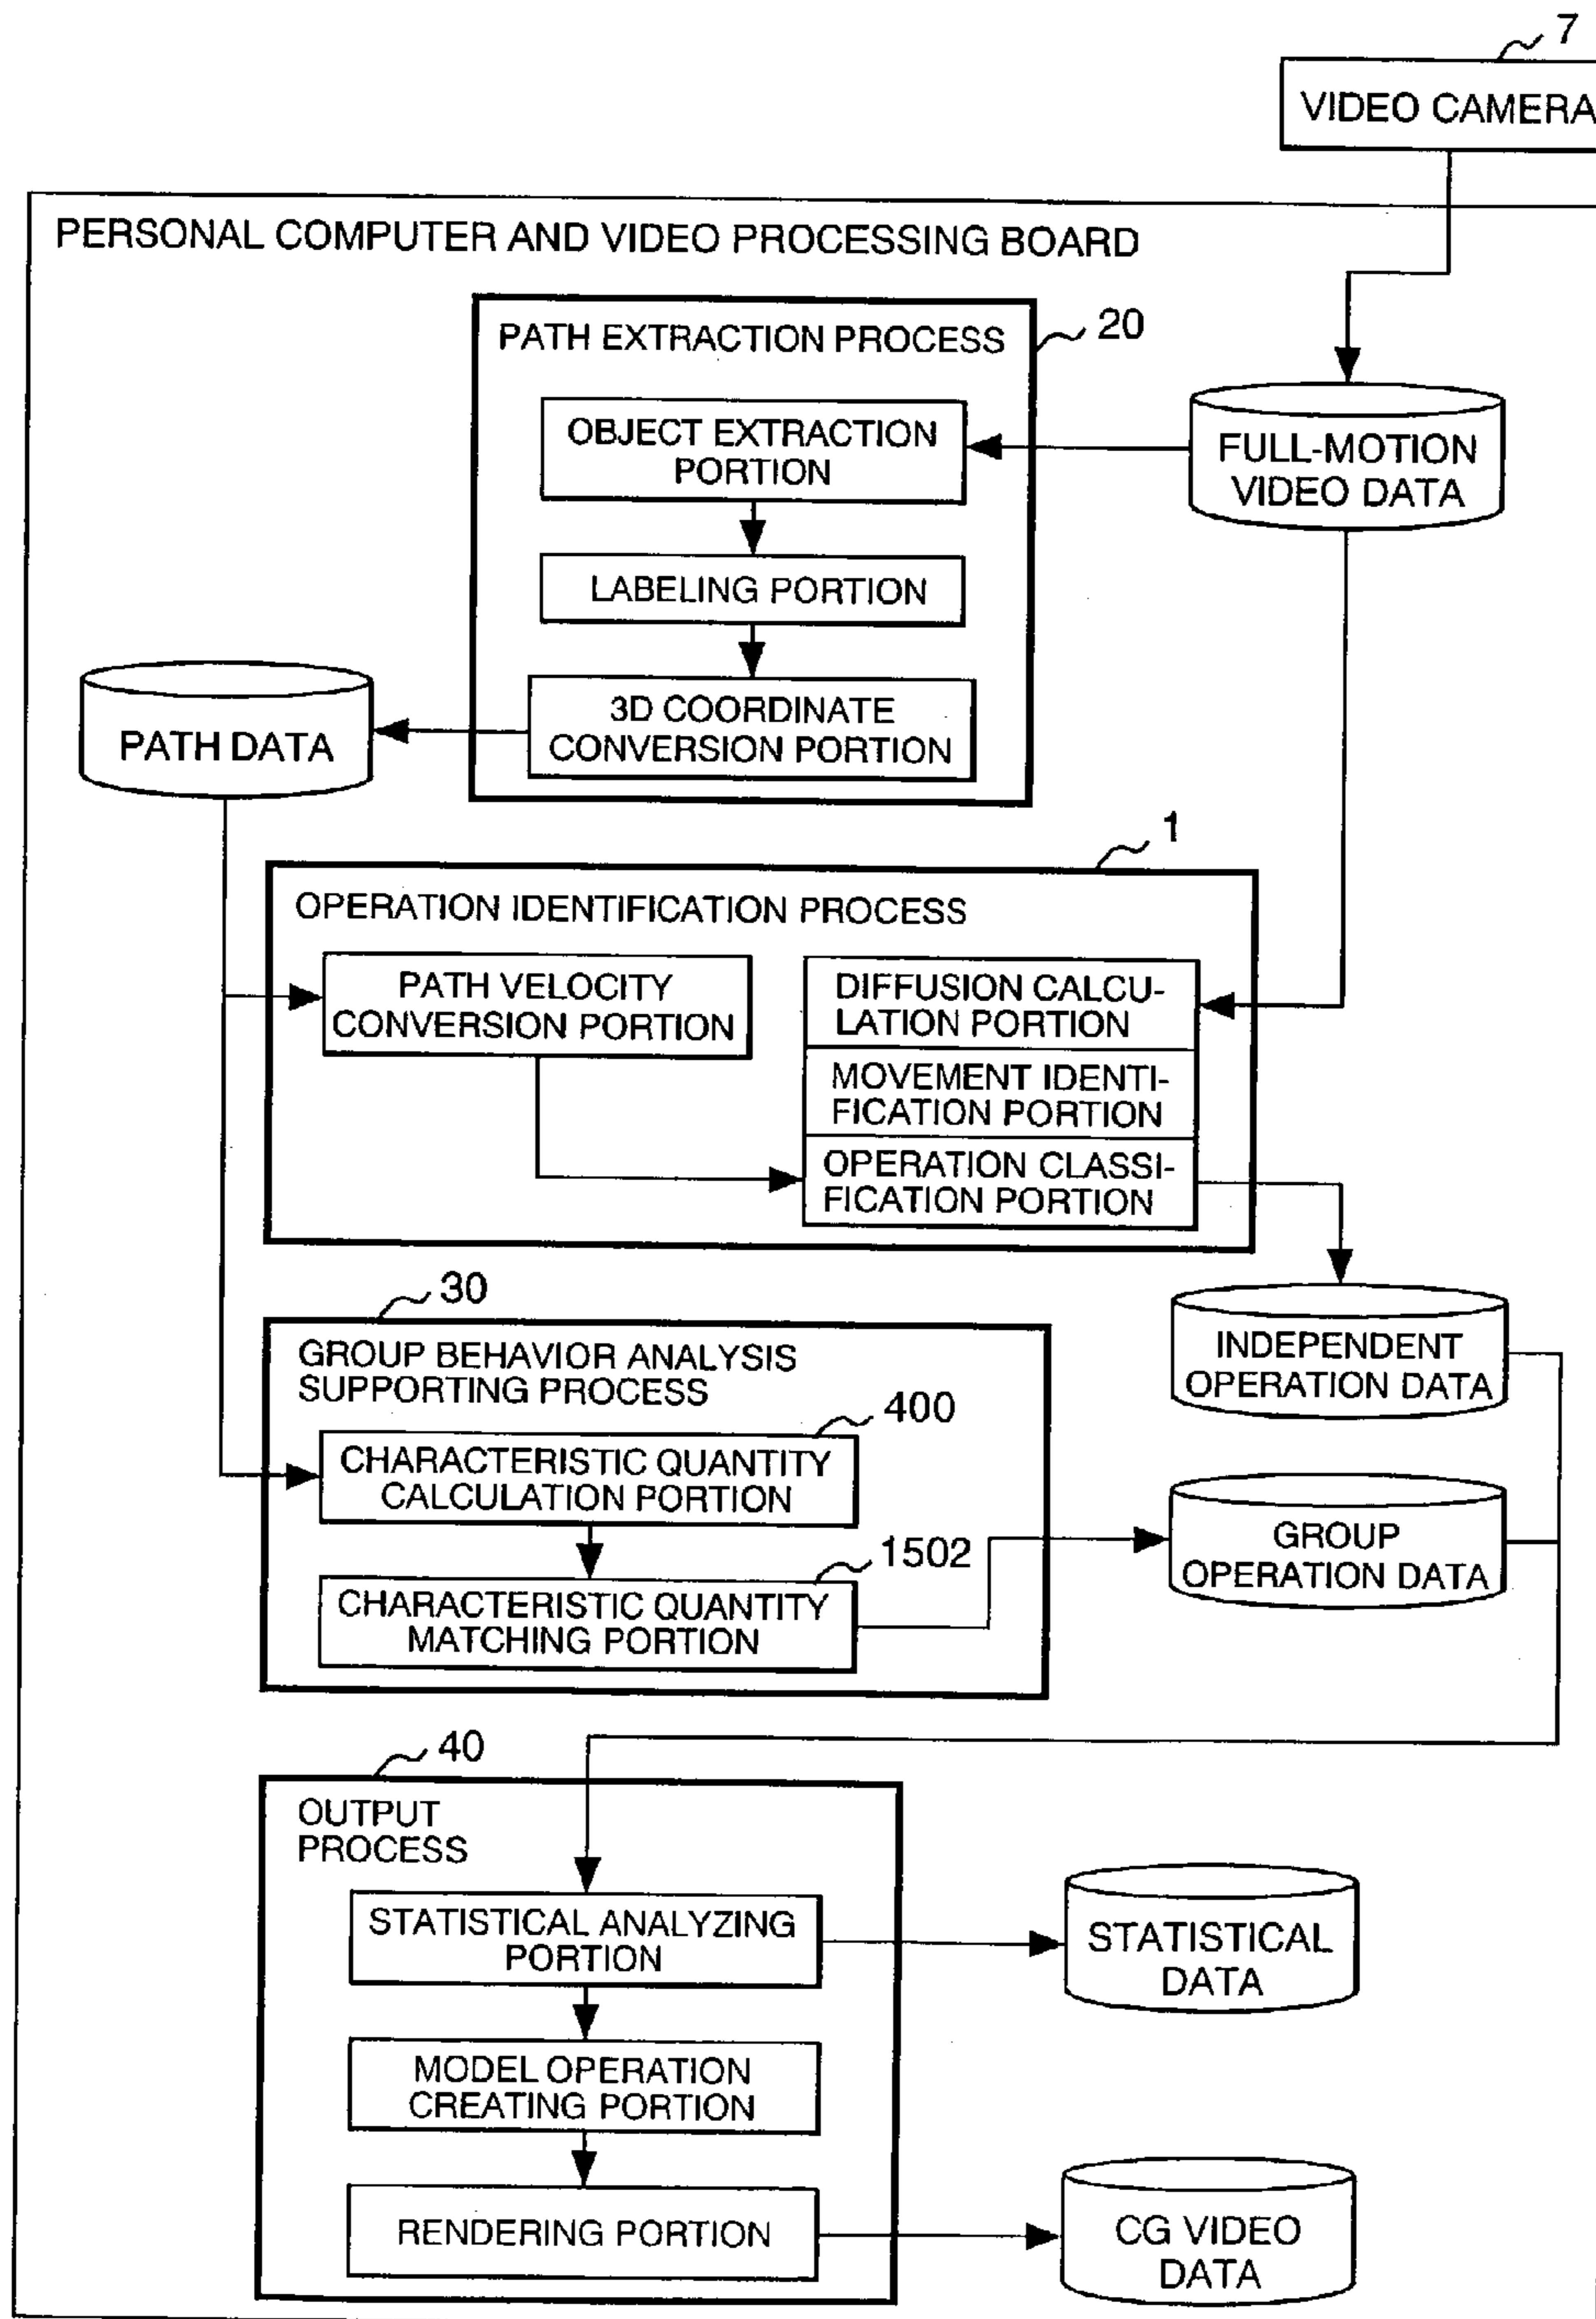 7
VIDEO CAMERA
PERSONAL COMPUTER AND VIDEO PROCESSING BOARD
PATH EXTRACTION PROCESS
20
OBJECT EXTRACTION
PORTION
FULL-MOTION
VIDEO DATA
LABELING PORTION
3D COORDINATE
CONVERSION PORTION
PATH DATA
1
OPERATION IDENTIFICATION PROCESS
PATH VELOCITY
CONVERSION PORTION
DIFFUSION CALCU-
LATION PORTION
MOVEMENT IDENTI-
FICATION PORTION
OPERATION CLASSI-
FICATION PORTION
30
GROUP BEHAVIOR ANALYSIS
SUPPORTING PROCESS
INDEPENDENT
OPERATION DATA
400
CHARACTERISTIC QUANTITY
CALCULATION PORTION
GROUP
OPERATION DATA
1502
CHARACTERISTIC QUANTITY
MATCHING PORTION
40
OUTPUT
PROCESS
STATISTICAL ANALYZING
PORTION
STATISTICAL
DATA
MODEL OPERATION
CREATING PORTION
RENDERING PORTION
CG VIDEO
DATA